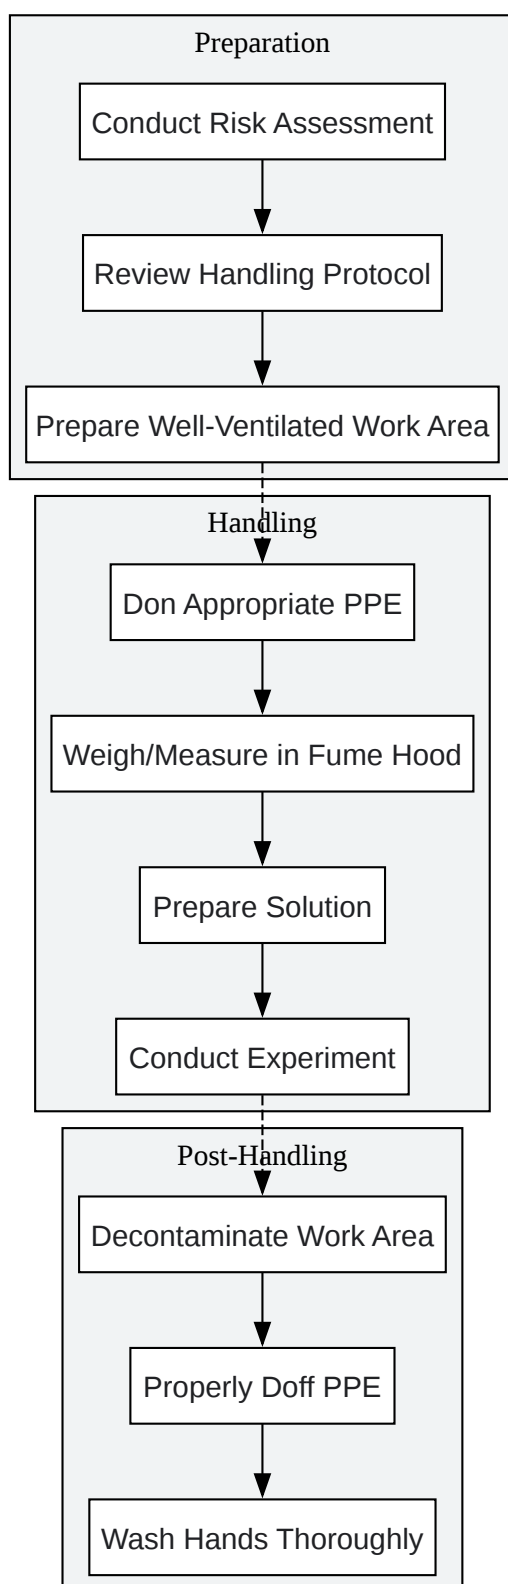 Preparation
Conduct Risk Assessment
Review Handling Protocol
Prepare Well-Ventilated Work Area
Handling
Don Appropriate PPE
Weigh/Measure in Fume Hood
Prepare Solution
Conduct Experiment
Post-Handling
Decontaminate Work Area
Properly Doff PPE
Wash Hands Thoroughly